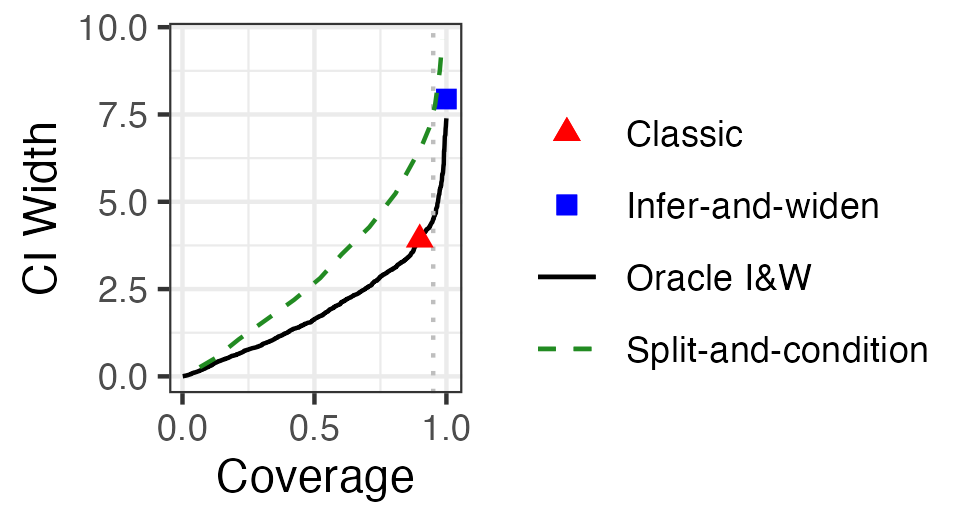 CI Width
10.0
7.5
5.0
2.5
0.0
0.0 0.5 1.0
Coverage
Classic
Infer-and-widen
Oracle I&W
Split-and-condition